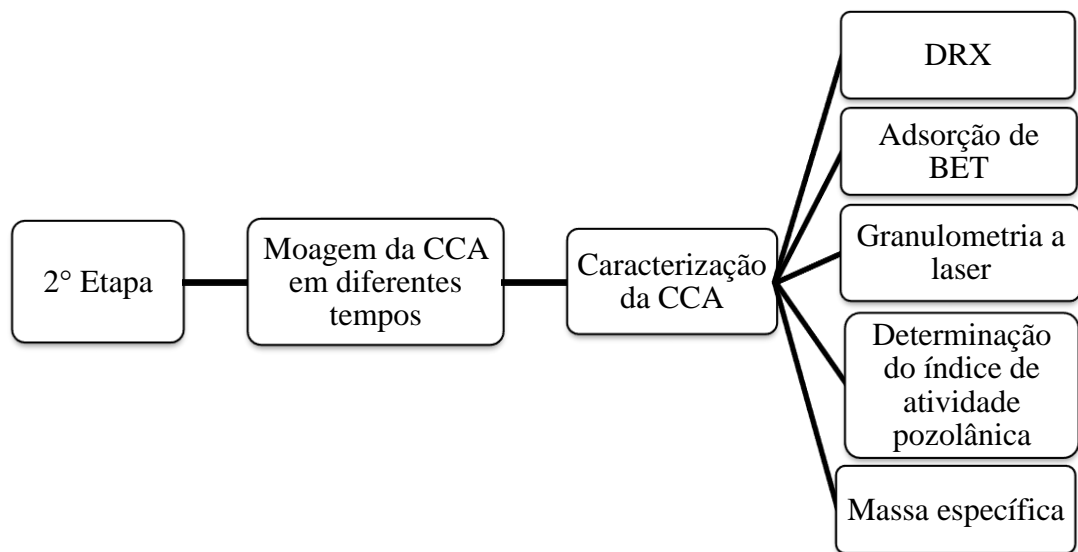 2° Etapa
Moagem da CCA
em diferentes
tempos
Caracterização
da CCA
DRX
Adsorção de
BET
Granulometria a
laser
Determinação
do índice de
atividade
pozolânica
Massa específica